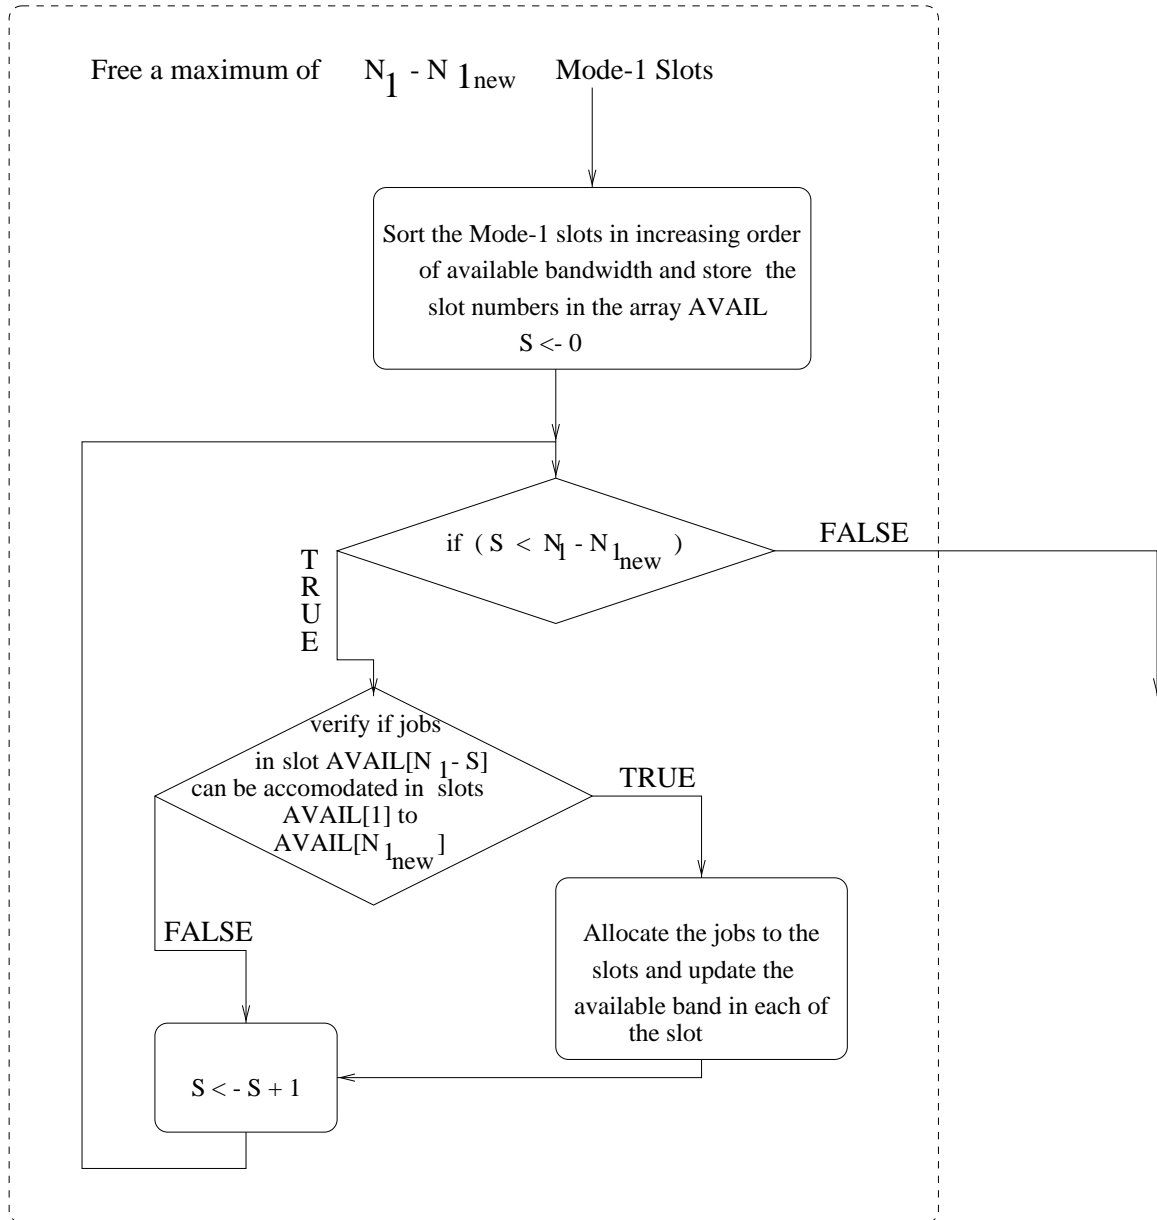 Free a maximum of N1 - N1new Mode-1 Slots
Sort the Mode-1 slots in increasing order
of available bandwidth and store the
slot numbers in the array AVAIL
S <- 0
if ( S < N1 - N1new )
FALSE
TRUE
verify if jobs
in slot AVAIL[N1 - S]
can be accomodated in slots
AVAIL[1] to
AVAIL[N1new]
TRUE
FALSE
Allocate the jobs to the
slots and update the
available band in each of
the slot
S < - S + 1